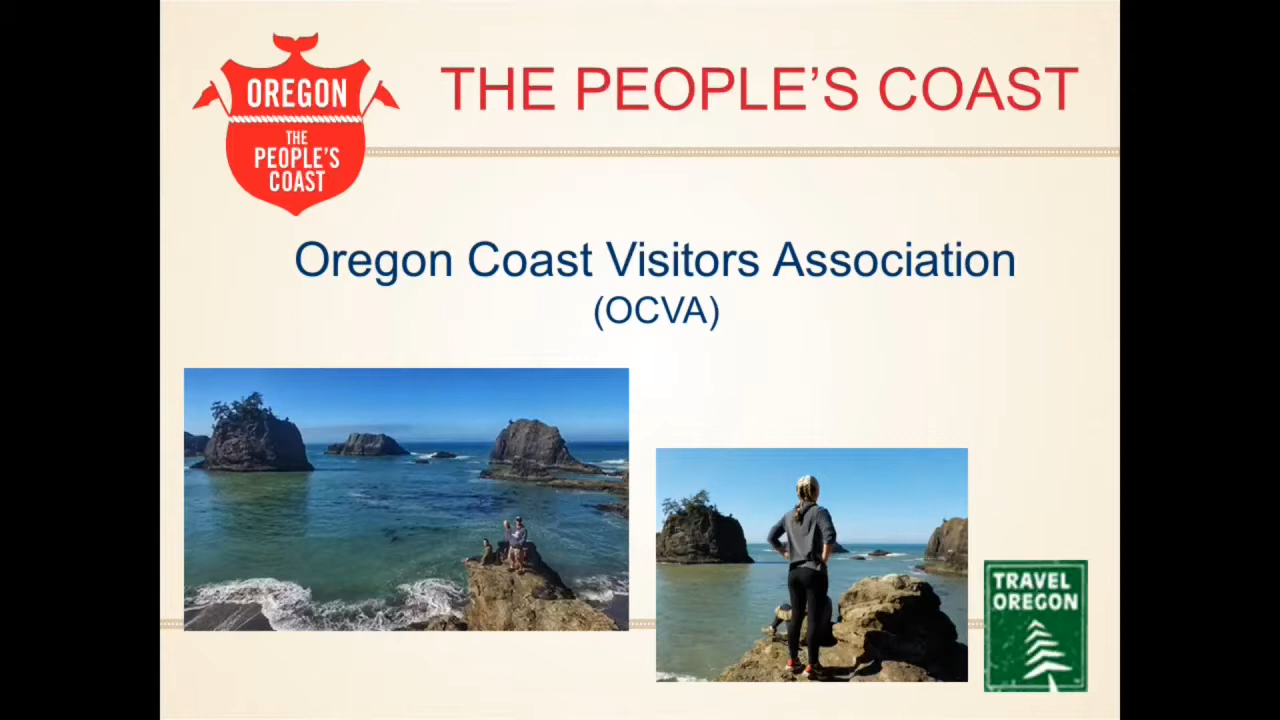 OREGON
THE
PEOPLE'S
COAST
THE PEOPLE'S COAST
Oregon Coast Visitors Association
(OCVA)
TRAVEL
OREGON